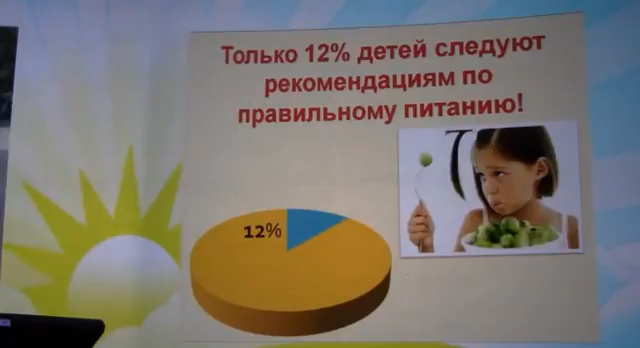 Только 12% детей следуют
рекомендациям по
правильному питанию!
12%